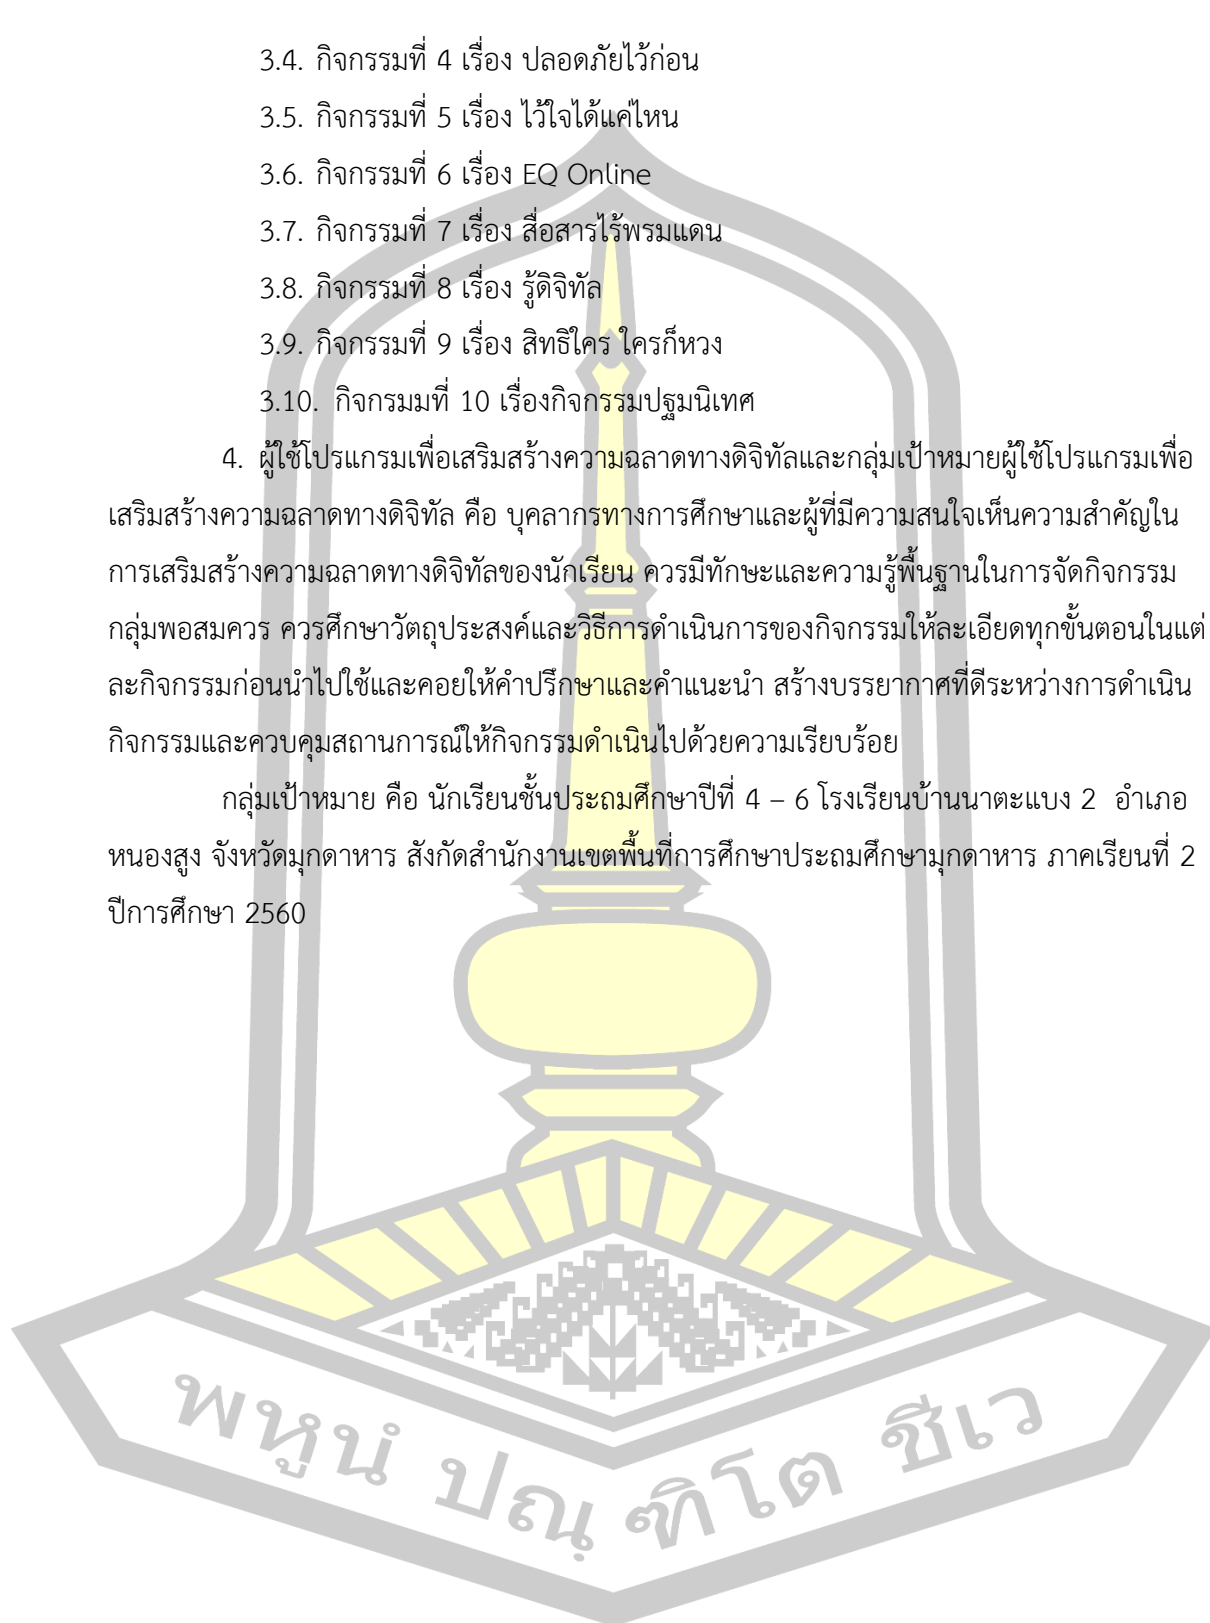 3.4. กิจกรรมที่ 4 เรื่อง ปลอดภัยไว้ก่อน
3.5. กิจกรรมที่ 5 เรื่อง ไว้ใจได้แค่ไหน
3.6. กิจกรรมที่ 6 เรื่อง EQ Online
3.7. กิจกรรมที่ 7 เรื่อง สื่อสารไร้พรมแดน
3.8. กิจกรรมที่ 8 เรื่อง รู้ดิจิทัล
3.9. กิจกรรมที่ 9 เรื่อง สิทธิใคร ใครก็หวง
3.10. กิจกรมมที่ 10 เรื่องกิจกรรมปฐมนิเทศ
4. ผู้ใช้โปรแกรมเพื่อเสริมสร้างความฉลาดทางดิจิทัลและกลุ่มเป้าหมายผู้ใช้โปรแกรมเพื่อ
เสริมสร้างความฉลาดทางดิจิทัล คือ บุคลากรทางการศึกษาและผู้ที่มีความสนใจเห็นความสำคัญใน
การเสริมสร้างความฉลาดทางดิจิทัลของนักเรียน ควรมีทักษะและความรู้พื้นฐานในการจัดกิจกรรม
กลุ่มพอสมควร ควรศึกษาวัตถุประสงค์และวิธีการดำเนินการของกิจกรรมให้ละเอียดทุกขั้นตอนในแต่
ละกิจกรรมก่อนนำไปใช้และคอยให้คำปรึกษาและคำแนะนำ สร้างบรรยากาศที่ดีระหว่างการดำเนิน
กิจกรรมและควบคุมสถานการณ์ให้กิจกรรมดำเนินไปด้วยความเรียบร้อย
กลุ่มเป้าหมาย คือ นักเรียนชั้นประถมศึกษาปีที่ 4 – 6 โรงเรียนบ้านนาตะแบง 2 อำเภอ
หนองสูง จังหวัดมุกดาหาร สังกัดสำนักงานเขตพื้นที่การศึกษาประถมศึกษามุกดาหาร ภาคเรียนที่ 2
ปีการศึกษา 2560
พหูนํ ปณฺฑิโต ชีเว